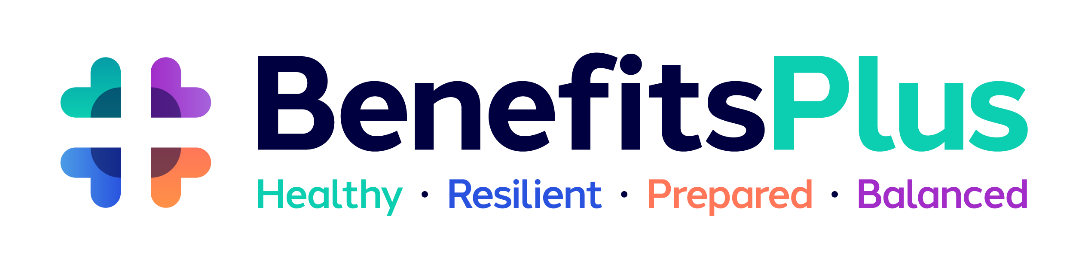 BenefitsPlus
Healthy · Resilient · Prepared · Balanced